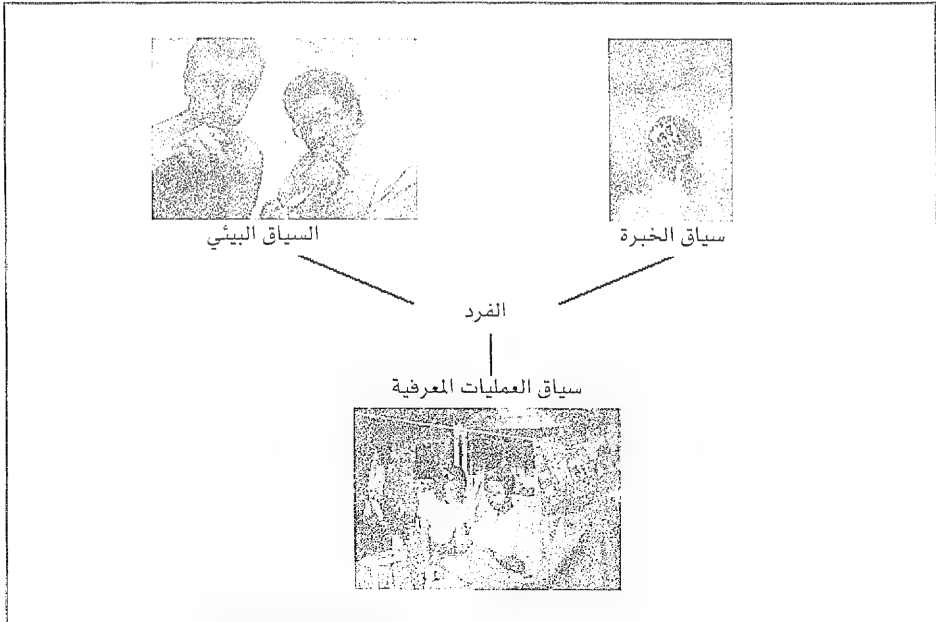 سياق الخبرة
السياق البيئي
الفرد
سياق العمليات المعرفية